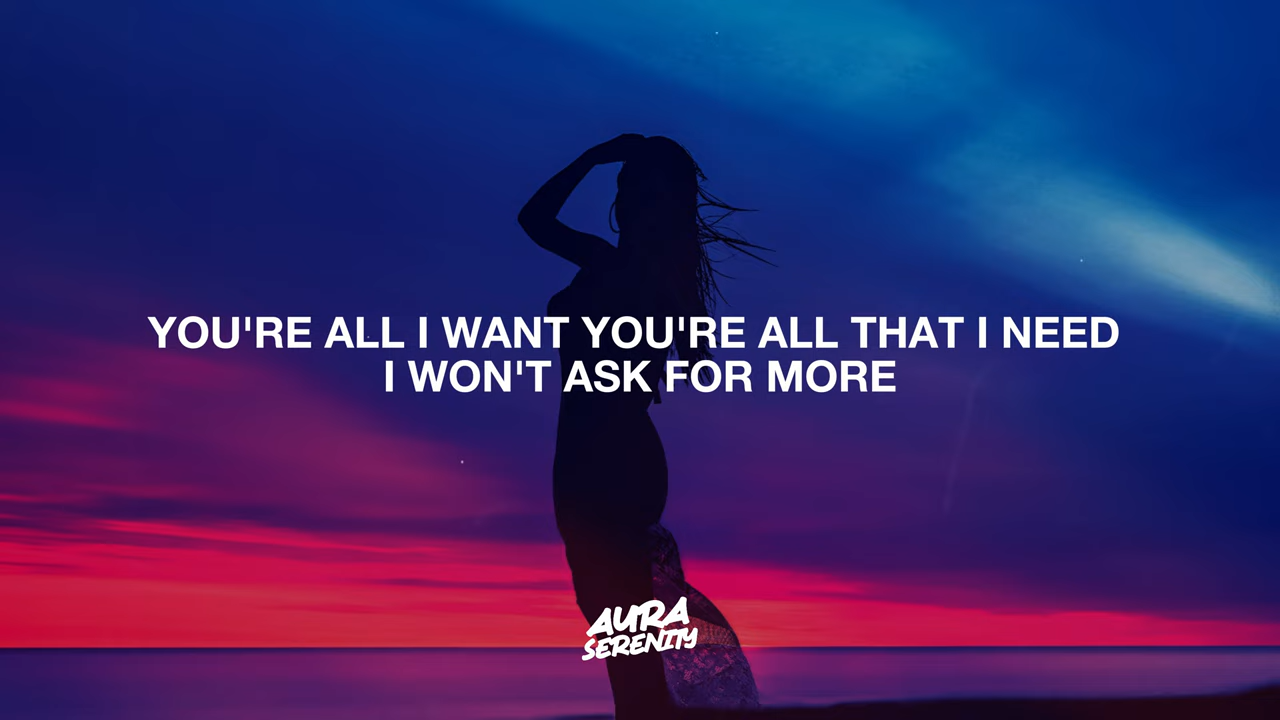 YOU'RE ALL I WANT YOU'RE ALL THAT I NEED
I WON'T ASK FOR MORE
AURA
SERENITY